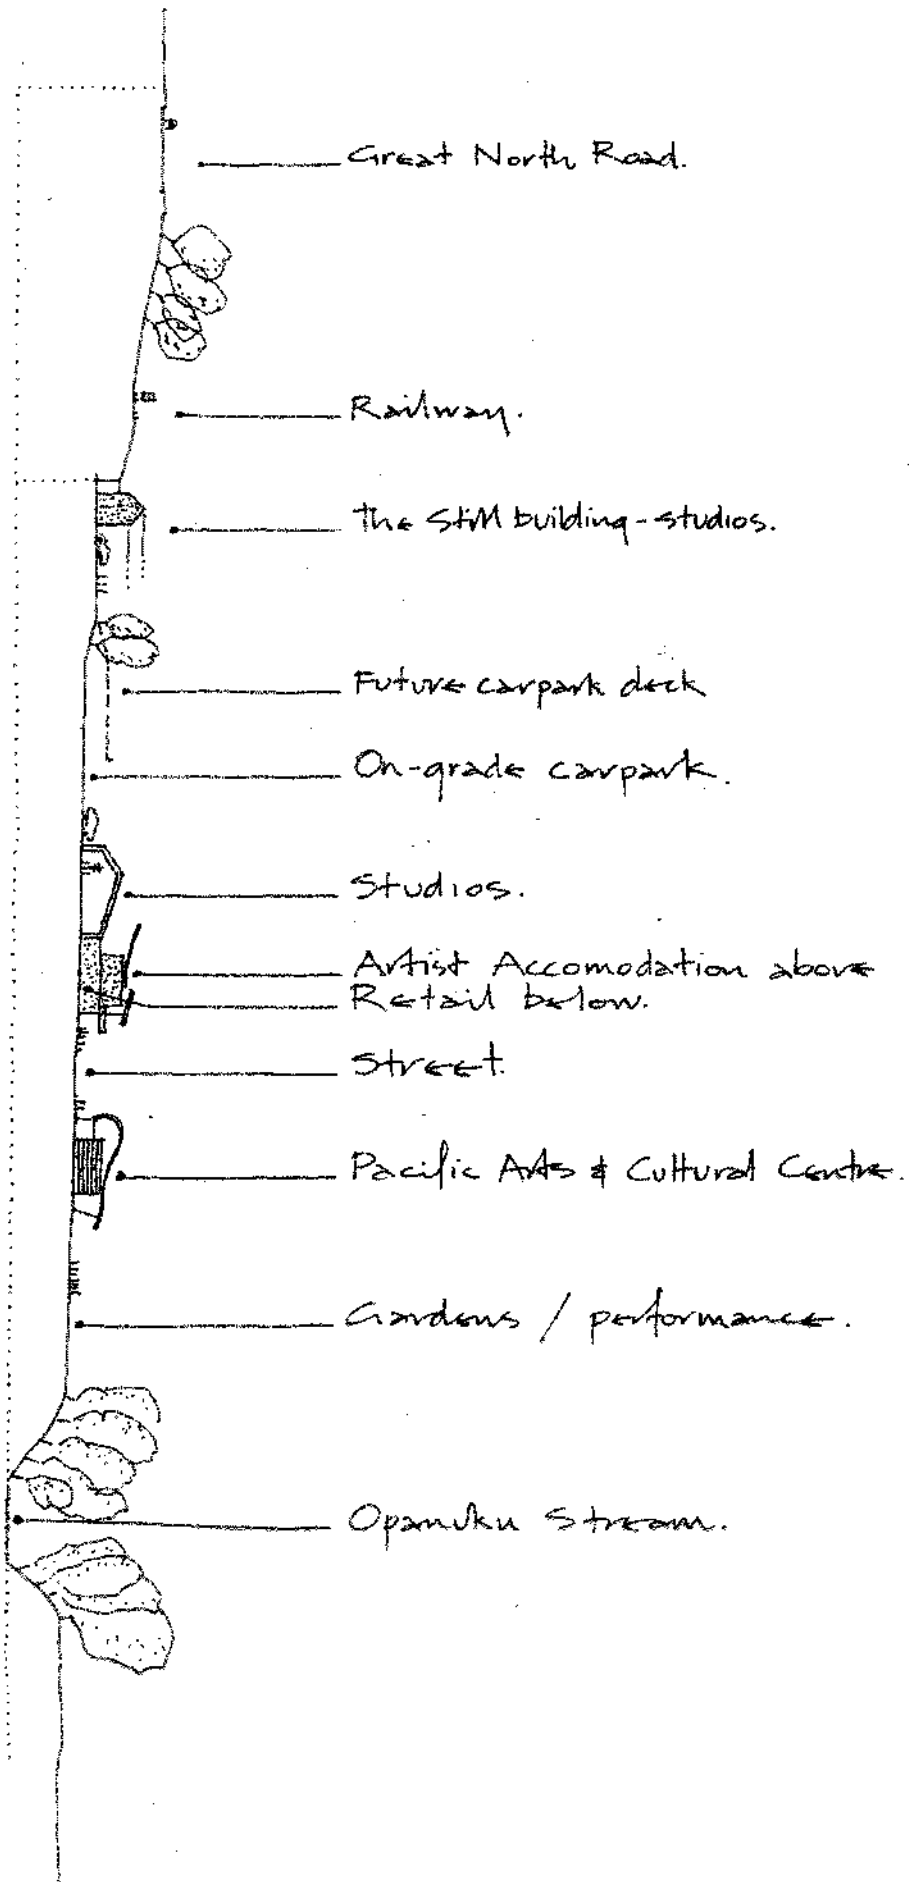 Great North Road.
Railway.
The Still building - studios.
Future carpark deck
On-grade carpark.
Studios.
Artist Accomodation above
Retail below.
Street.
Pacific Arts & Cultural Centre.
Gardens / performance.
Opanuku Stream.